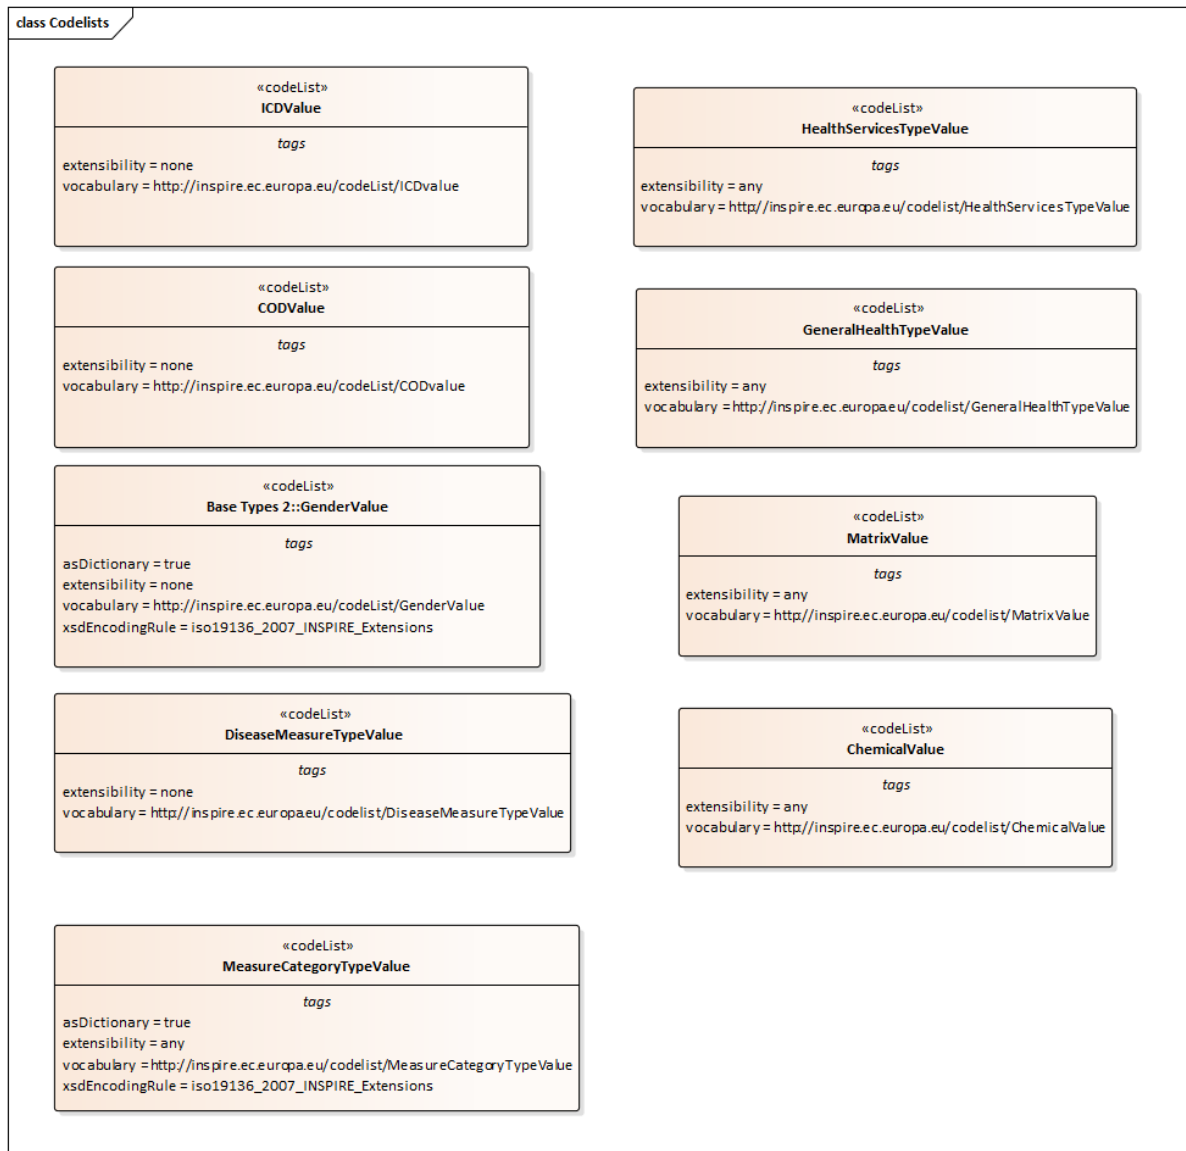 class Codelists
«codeList»
ICDValue
tags
extensibility = none
vocabulary = http://inspire.ec.europa.eu/codeList/ICDvalue
«codeList»
CODValue
tags
extensibility = none
vocabulary = http://inspire.ec.europa.eu/codeList/CODvalue
«codeList»
Base Types 2::GenderValue
tags
asDictionary = true
extensibility = none
vocabulary = http://inspire.ec.europa.eu/codeList/GenderValue
xsdEncodingRule = iso19136_2007_INSPIRE_Extensions
«codeList»
DiseaseMeasureTypeValue
tags
extensibility = none
vocabulary = http://inspire.ec.europa.eu/codelist/DiseaseMeasureTypeValue
«codeList»
MeasureCategoryTypeValue
tags
asDictionary = true
extensibility = any
vocabulary = http://inspire.ec.europa.eu/codelist/MeasureCategoryTypeValue
xsdEncodingRule = iso19136_2007_INSPIRE_Extensions
«codeList»
HealthServicesTypeValue
tags
extensibility = any
vocabulary = http://inspire.ec.europa.eu/codelist/HealthServicesTypeValue
«codeList»
GeneralHealthTypeValue
tags
extensibility = any
vocabulary = http://inspire.ec.europa.eu/codelist/GeneralHealthTypeValue
«codeList»
MatrixValue
tags
extensibility = any
vocabulary = http://inspire.ec.europa.eu/codelist/MatrixValue
«codeList»
ChemicalValue
tags
extensibility = any
vocabulary = http://inspire.ec.europa.eu/codelist/ChemicalValue